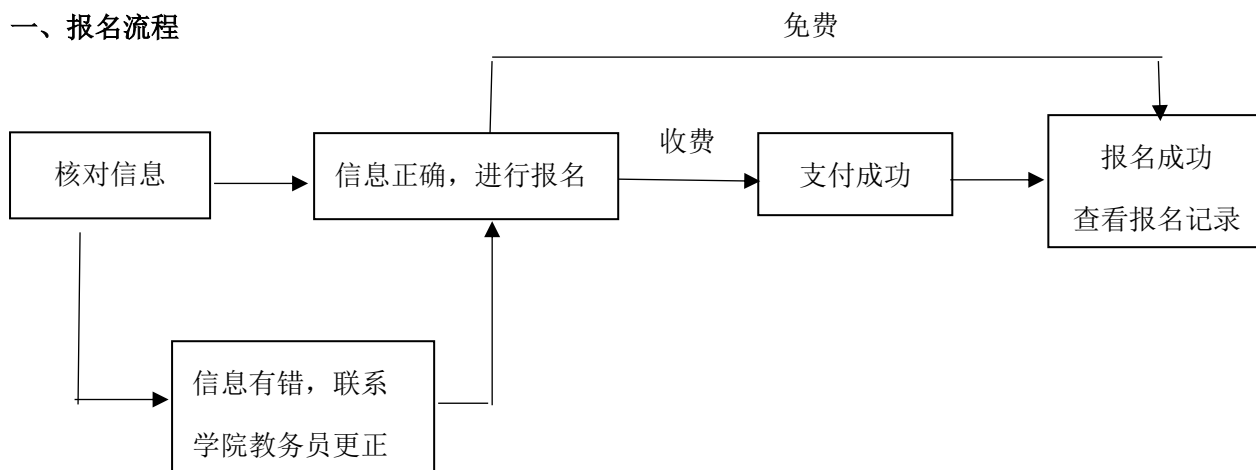 一、报名流程
免费
核对信息
信息正确，进行报名
收费
支付成功
报名成功
查看报名记录
信息有错，联系
学院教务员更正